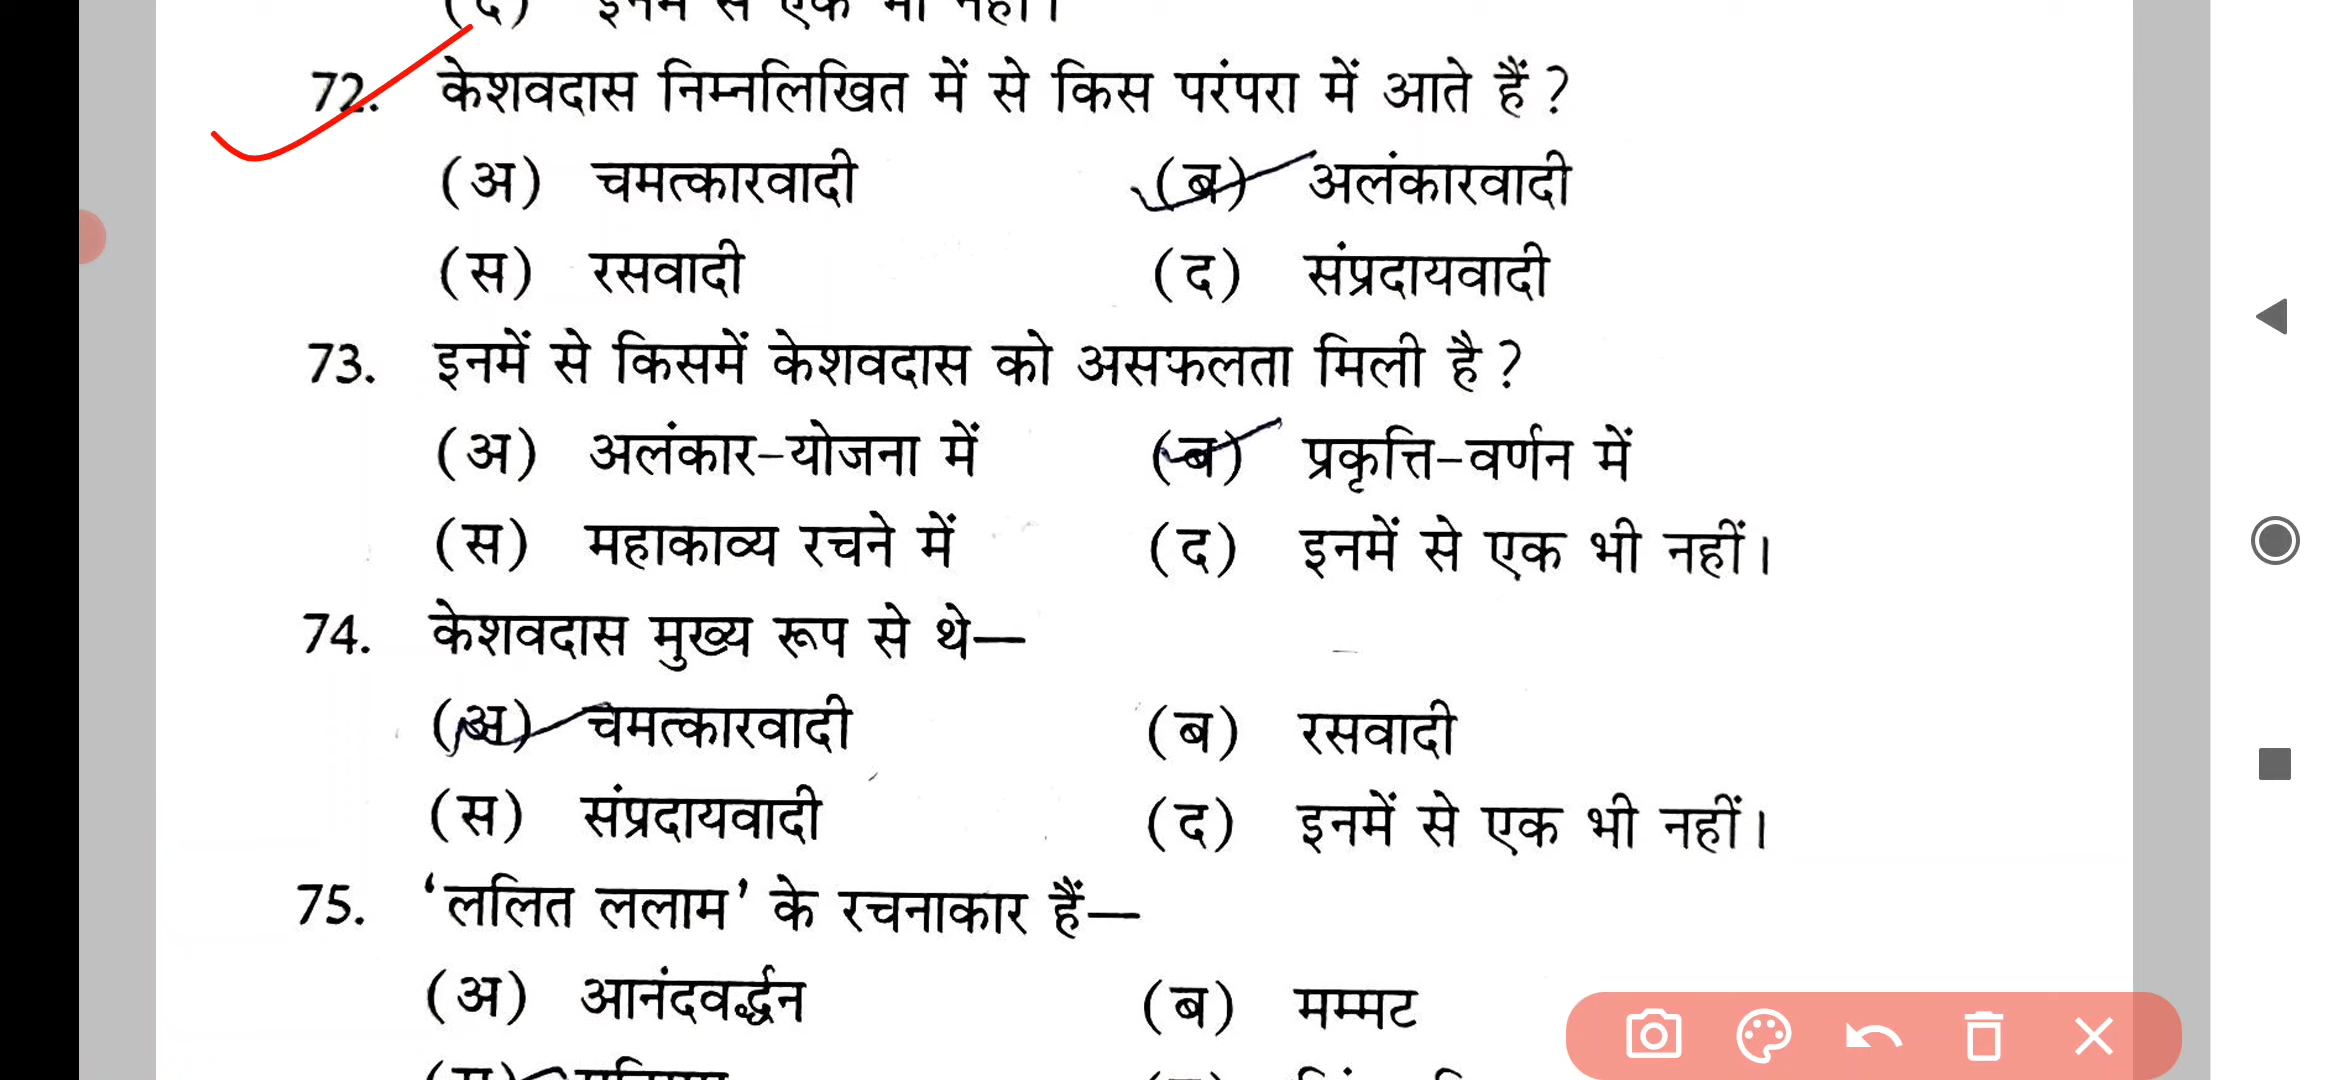 72. केशवदास निम्नलिखित में से किस परंपरा में आते हैं ?
(अ) चमत्कारवादी (ब) अलंकारवादी
(स) रसवादी (द) संप्रदायवादी
73. इनमें से किसमें केशवदास को असफलता मिली है ?
(अ) अलंकार-योजना में (ब) प्रकृत्ति-वर्णन में
(स) महाकाव्य रचने में (द) इनमें से एक भी नहीं।
74. केशवदास मुख्य रूप से थे—
(अ) चमत्कारवादी (ब) रसवादी
(स) संप्रदायवादी (द) इनमें से एक भी नहीं।
75. ‘ललित ललाम’ के रचनाकार हैं—
(अ) आनंदवर्द्धन (ब) मम्मट